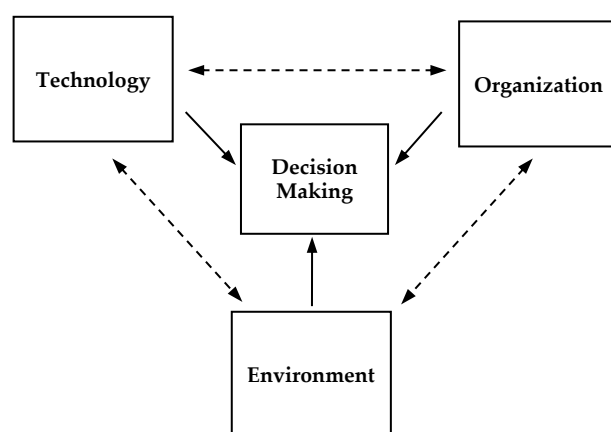 Technology
Organization
Decision
Making
Environment